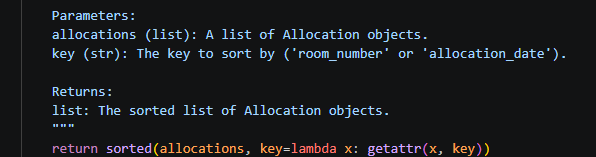 Parameters:
allocations (list): A list of Allocation objects.
key (str): The key to sort by ('room_number' or 'allocation_date').

Returns:
list: The sorted list of Allocation objects.
"""
return sorted(allocations, key=lambda x: getattr(x, key))